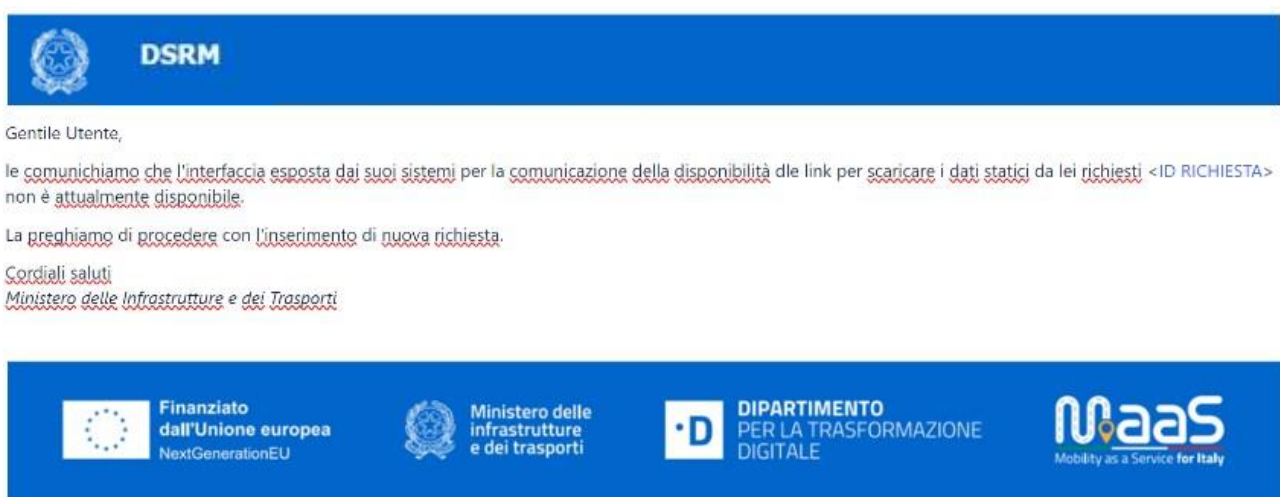 DSRM
Gentile Utente,
le comunichiamo che l'interfaccia esposta dai suoi sistemi per la comunicazione della disponibilità dle link per scaricare i dati statici da lei richiesti <ID RICHIESTA>
non è attualmente disponibile.
La preghiamo di procedere con l'inserimento di nuova richiesta.
Cordiali saluti
Ministero delle Infrastrutture e dei Trasporti
Finanziato
dall'Unione europea
NextGenerationEU
Ministero delle
infrastrutture
e dei trasporti
·D
DIPARTIMENTO
PER LA TRASFORMAZIONE
DIGITALE
MaaS
Mobility as a Service for Italy